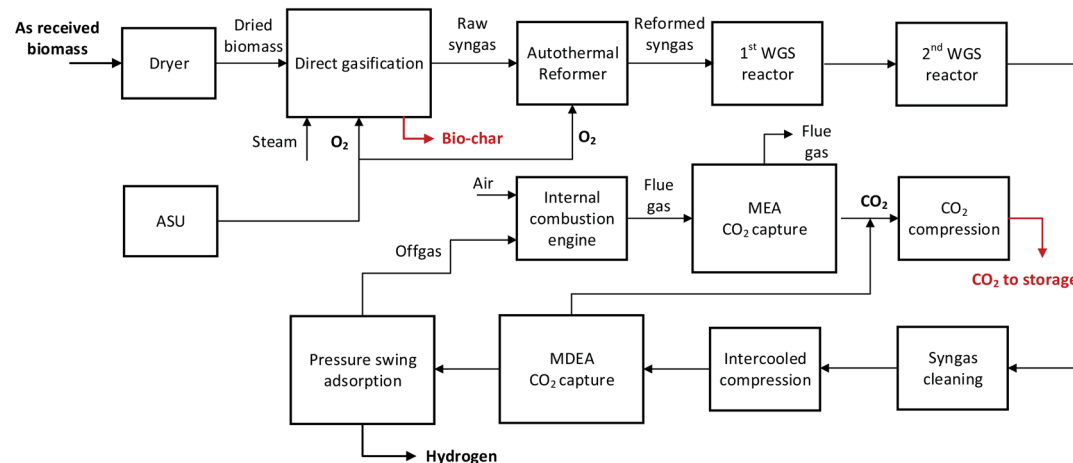 As received
biomass
Dryer
Dried
biomass
Direct gasification
Raw
syngas
Autothermal
Reformer
Reformed
syngas
1st WGS
reactor
2nd WGS
reactor
Steam
O₂
Bio-char
O₂
ASU
Air
Internal
combustion
engine
Flue
gas
MEA
CO₂ capture
Flue
gas
CO₂
CO₂
compression
CO₂ to storage
Offgas
Pressure swing
adsorption
MDEA
CO₂ capture
Intercooled
compression
Syngas
cleaning
Hydrogen